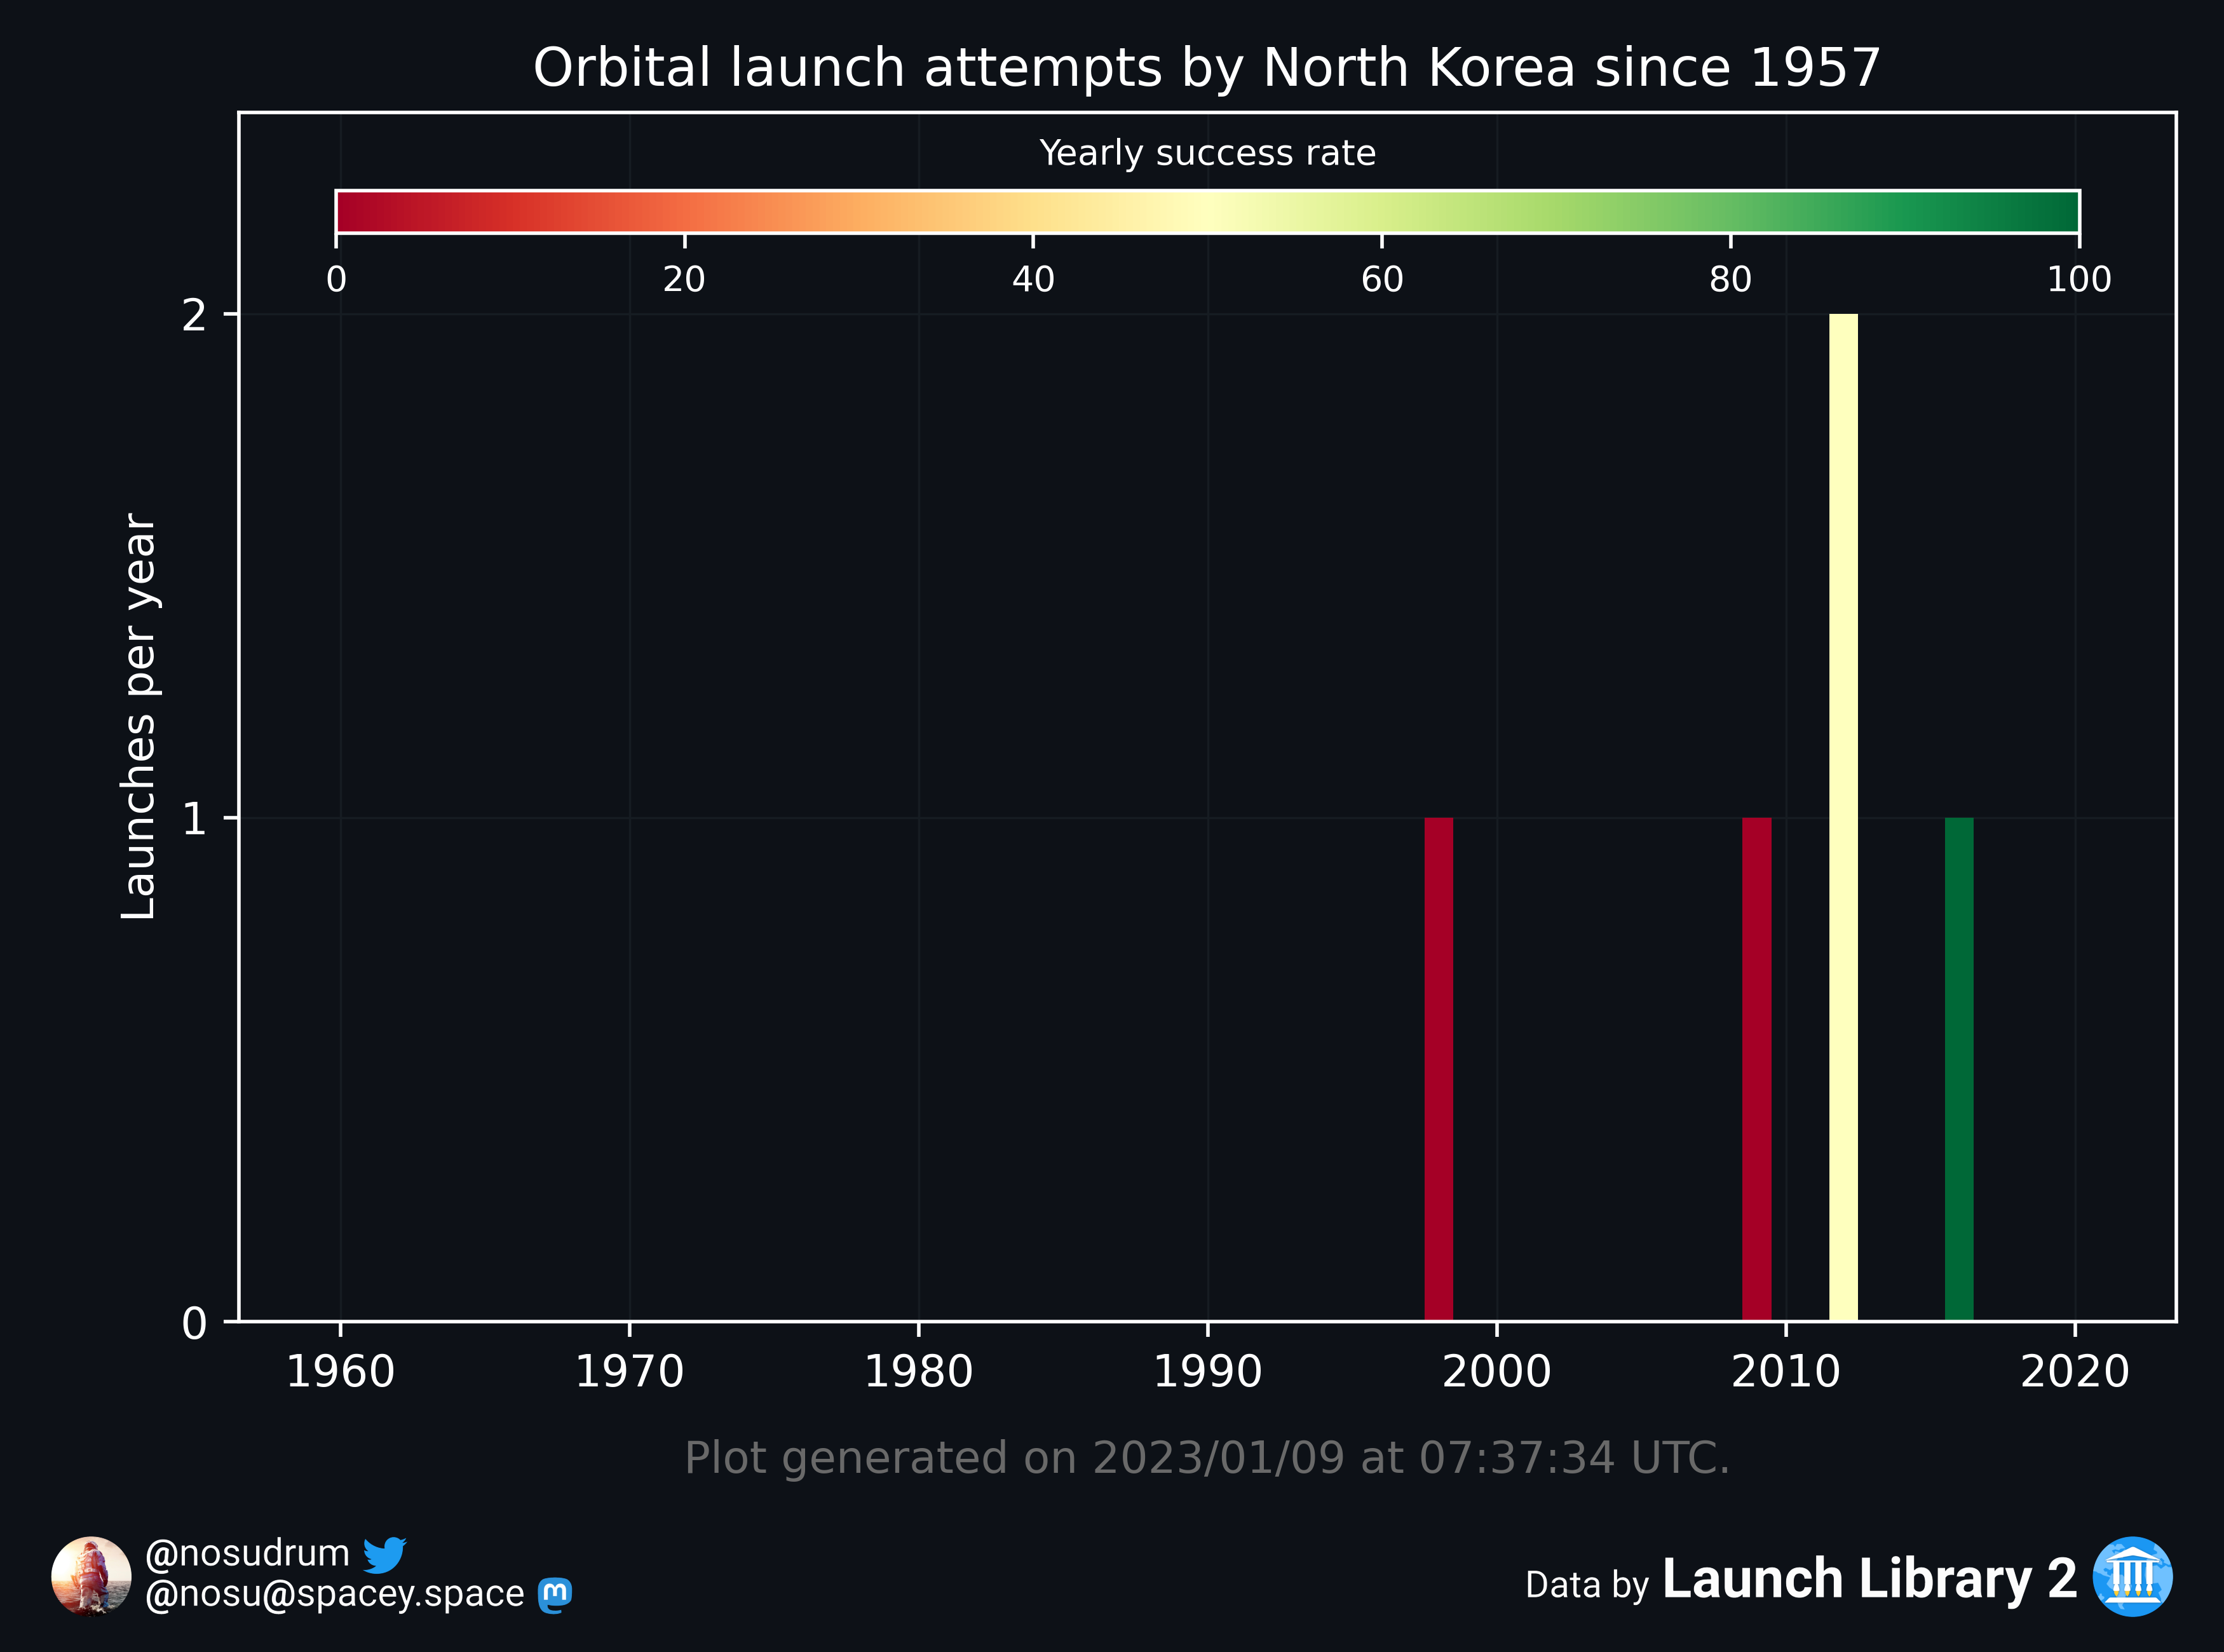 Orbital launch attempts by North Korea since 1957
Yearly success rate
0 20 40 60 80 100
2
1
0
Launches per year
1960 1970 1980 1990 2000 2010 2020
Plot generated on 2023/01/09 at 07:37:34 UTC.
@nosudrum
@nosu@spacey.space
Data by Launch Library 2